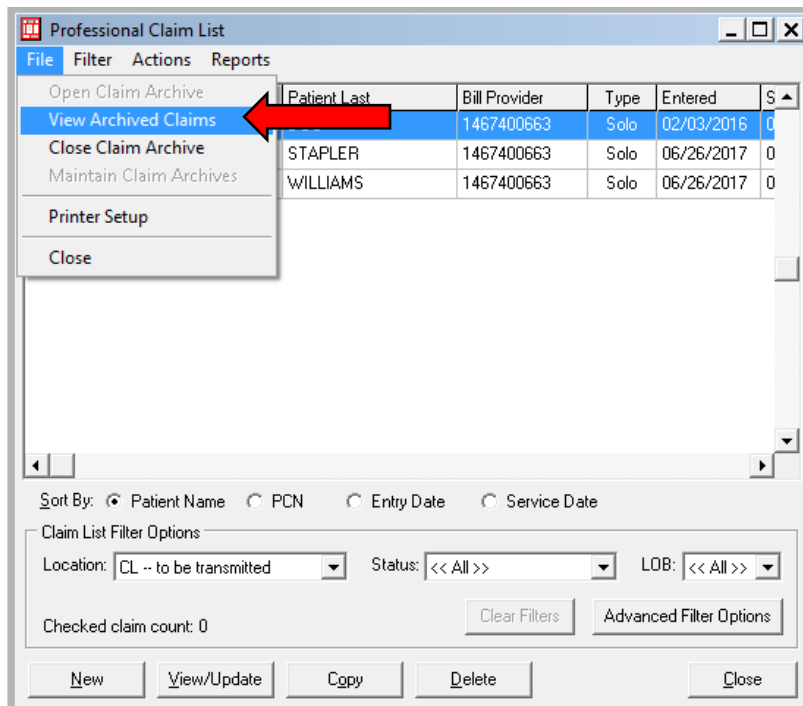 Professional Claim List
File Filter Actions Reports
Open Claim Archive
View Archived Claims
Close Claim Archive
Maintain Claim Archives
Printer Setup
Close
Patient Last Bill Provider Type Entered S
1467400663 Solo 02/03/2016 0
STAPLER 1467400663 Solo 06/26/2017 0
WILLIAMS 1467400663 Solo 06/26/2017 0
Sort By: Patient Name PCN Entry Date Service Date
Claim List Filter Options
Location: CL -- to be transmitted Status: << All >> LOB: << All >>
Checked claim count: 0 Clear Filters Advanced Filter Options
New View/Update Copy Delete Close